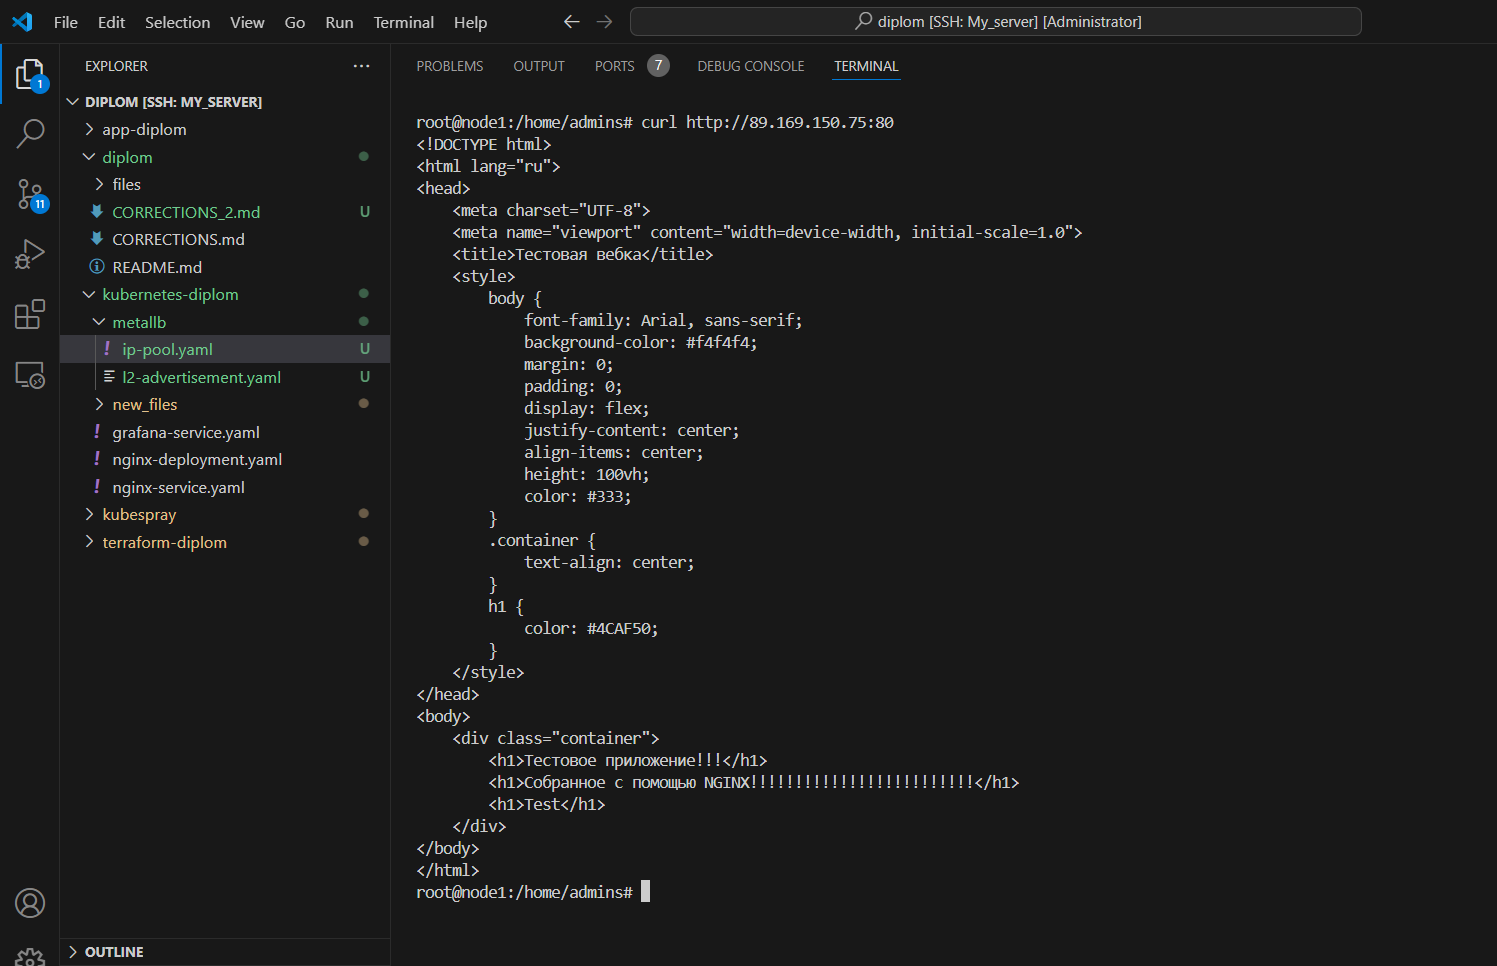 File Edit Selection View Go Run Terminal Help
diplom [SSH: My_server] [Administrator]
1
11
EXPLORER
DIPLOM [SSH: MY_SERVER]
app-diplom
diplom
files
CORRECTIONS_2.md U
CORRECTIONS.md
README.md
kubernetes-diplom
metallb
ip-pool.yaml U
l2-advertisement.yaml U
new_files
grafana-service.yaml
nginx-deployment.yaml
nginx-service.yaml
kubespray
terraform-diplom
OUTLINE
PROBLEMS OUTPUT PORTS 7 DEBUG CONSOLE TERMINAL
root@node1:/home/admins# curl http://89.169.150.75:80
<!DOCTYPE html>
<html lang="ru">
<head>
    <meta charset="UTF-8">
    <meta name="viewport" content="width=device-width, initial-scale=1.0">
    <title>Тестовая вебка</title>
    <style>
        body {
            font-family: Arial, sans-serif;
            background-color: #f4f4f4;
            margin: 0;
            padding: 0;
            display: flex;
            justify-content: center;
            align-items: center;
            height: 100vh;
            color: #333;
        }
        .container {
            text-align: center;
        }
        h1 {
            color: #4CAF50;
        }
    </style>
</head>
<body>
    <div class="container">
        <h1>Тестовое приложение!!!</h1>
        <h1>Собранное с помощью NGINX!!!!!!!!!!!!!!!!!!!!!!!!!</h1>
        <h1>Test</h1>
    </div>
</body>
</html>
root@node1:/home/admins#